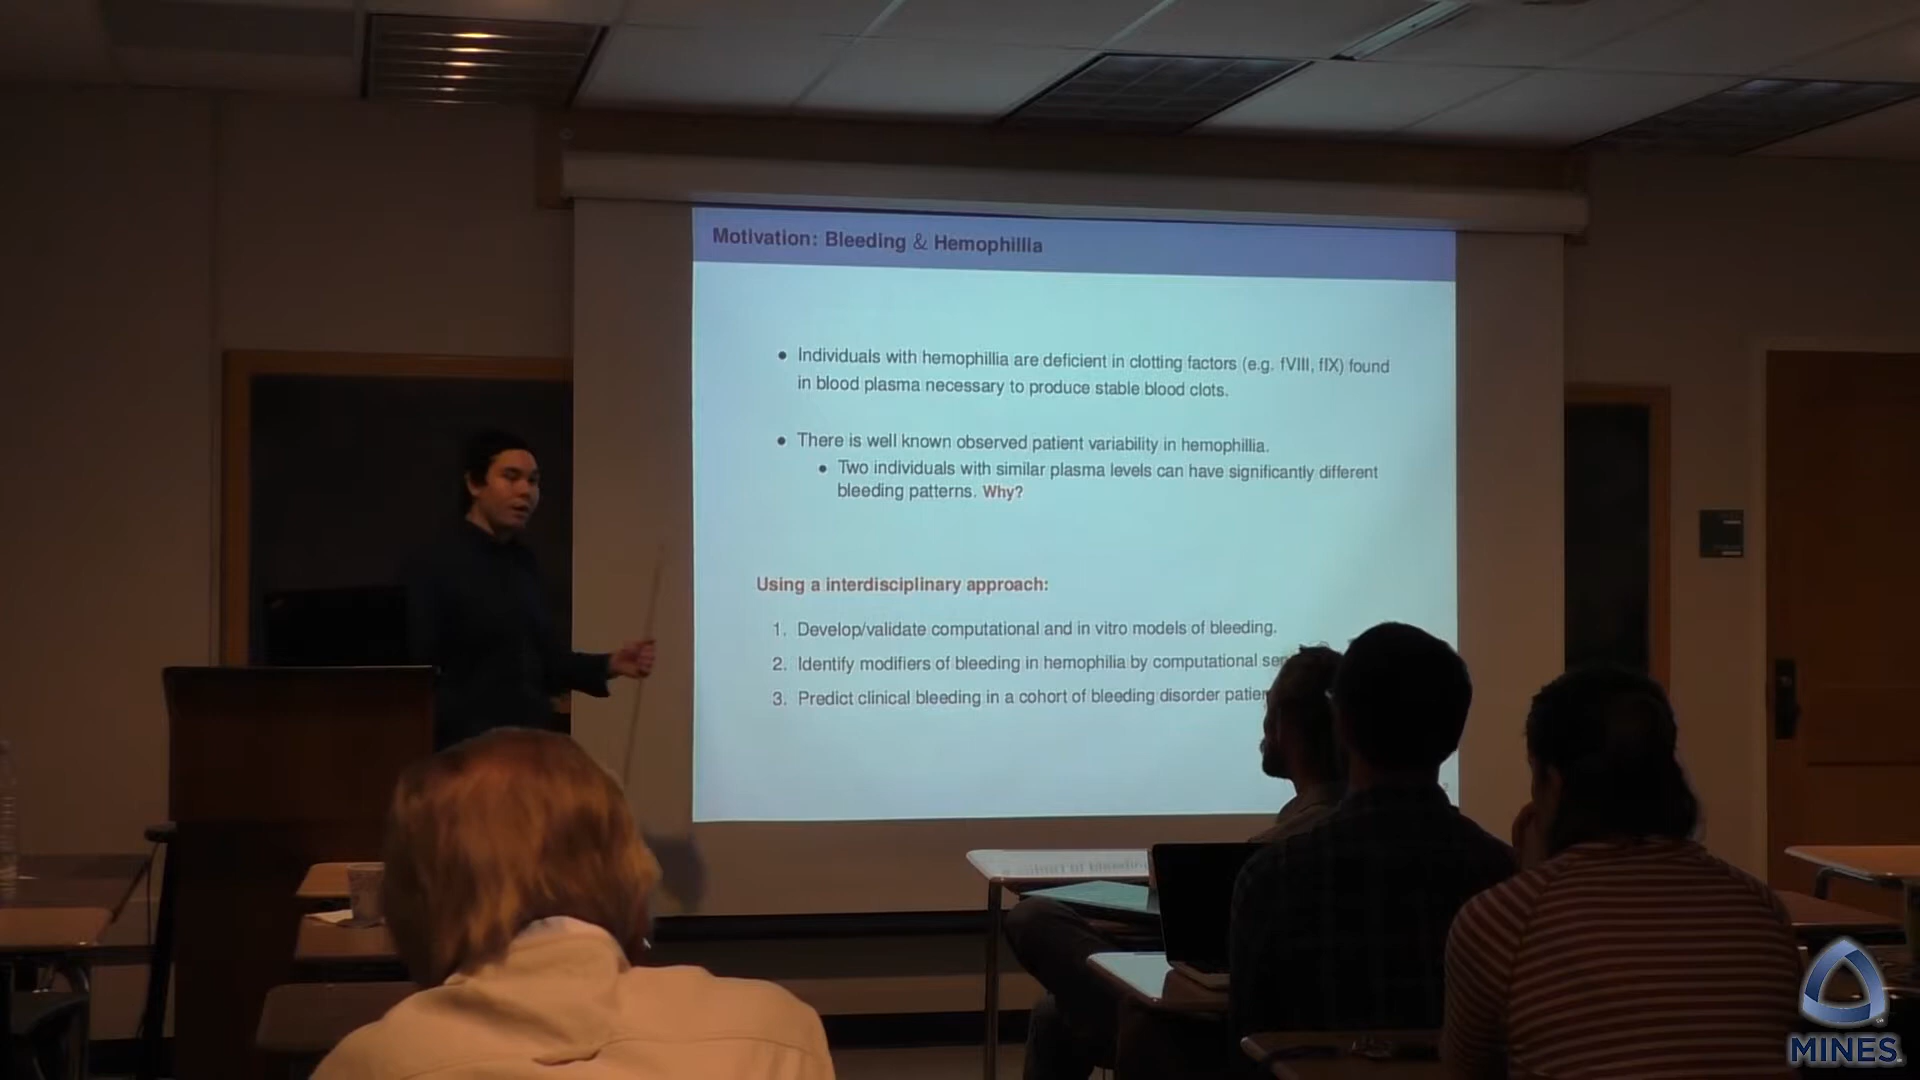 Motivation: Bleeding & Hemophillia
• Individuals with hemophillia are deficient in clotting factors (e.g. fVIII, fIX) found
in blood plasma necessary to produce stable blood clots.
• There is well known observed patient variability in hemophillia.
• Two individuals with similar plasma levels can have significantly different
bleeding patterns. Why?
Using a interdisciplinary approach:
1. Develop/validate computational and in vitro models of bleeding.
2. Identify modifiers of bleeding in hemophilia by computational
3. Predict clinical bleeding in a cohort of bleeding disorder
MINES